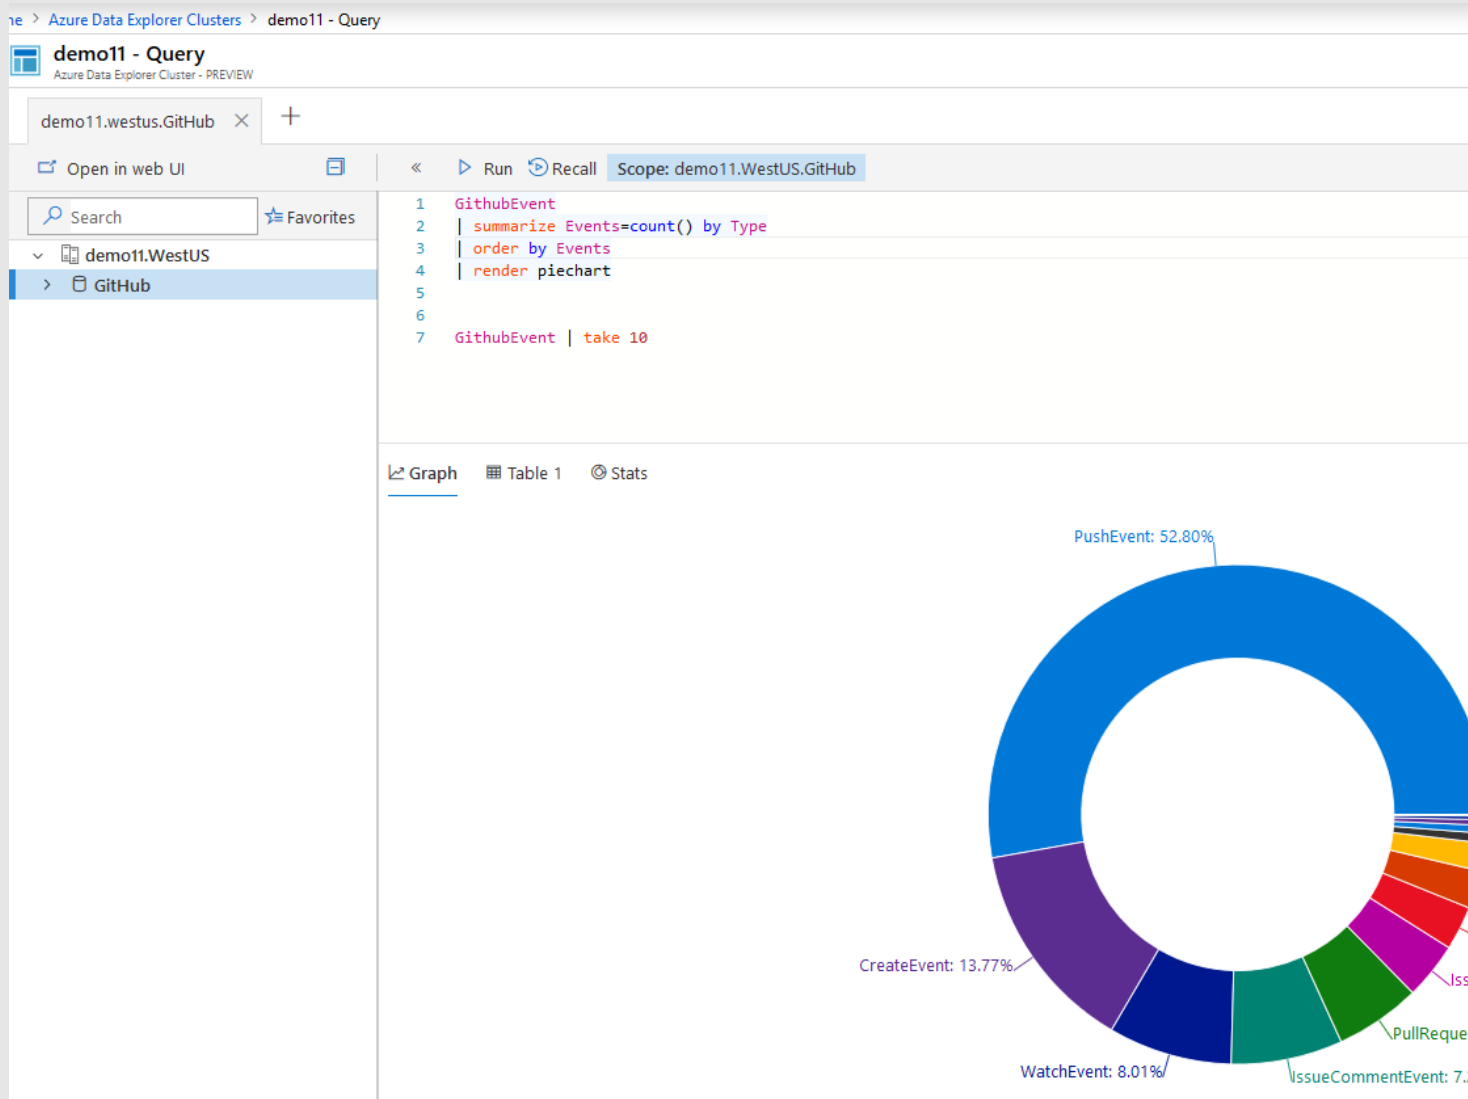 Azure Data Explorer Clusters > demo11 - Query
demo11 - Query
Azure Data Explorer Cluster - PREVIEW
demo11.westus.GitHub
Open in web UI
« Run Recall Scope: demo11.WestUS.GitHub
Search Favorites
demo11.WestUS
GitHub
1 GithubEvent
2 | summarize Events=count() by Type
3 | order by Events
4 | render piechart
5
6
7 GithubEvent | take 10
Graph Table 1 Stats
PushEvent: 52.80%
CreateEvent: 13.77%
WatchEvent: 8.01%
IssueCommentEvent: 7.